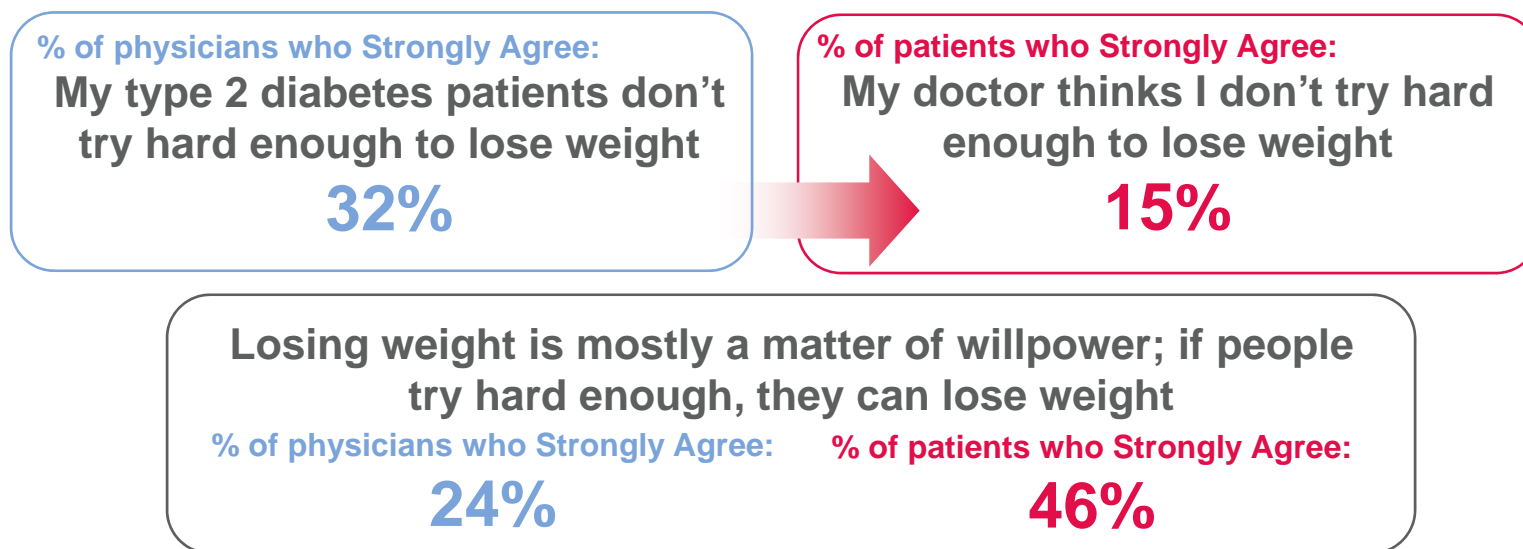 % of physicians who Strongly Agree:
My type 2 diabetes patients don’t
try hard enough to lose weight
32%
% of patients who Strongly Agree:
My doctor thinks I don’t try hard
enough to lose weight
15%
Losing weight is mostly a matter of willpower; if people
try hard enough, they can lose weight
% of physicians who Strongly Agree:
24%
% of patients who Strongly Agree:
46%